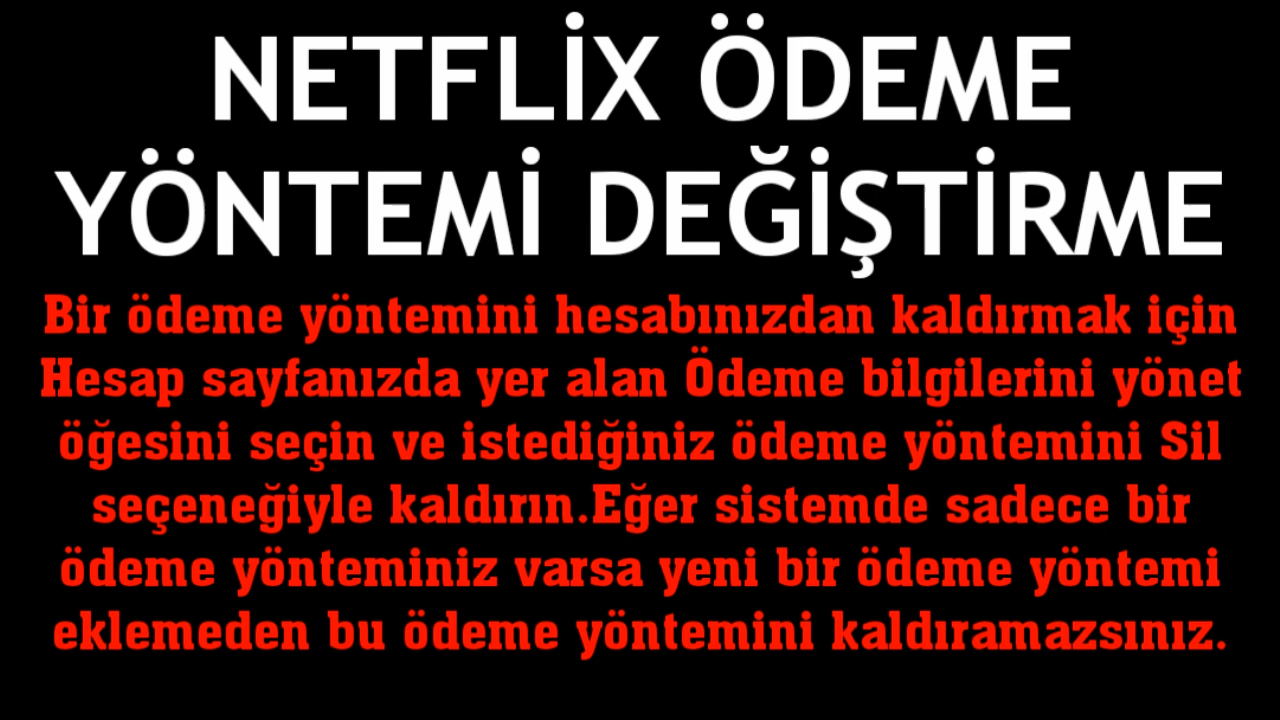 NETFLİX ÖDEME
YÖNTEMİ DEĞİŞTİRME
Bir ödeme yöntemini hesabınızdan kaldırmak için
Hesap sayfanızda yer alan Ödeme bilgilerini yönet
öğesini seçin ve istediğiniz ödeme yöntemini Sil
seçeneğiyle kaldırın.Eğer sistemde sadece bir
ödeme yönteminiz varsa yeni bir ödeme yöntemi
eklemeden bu ödeme yöntemini kaldıramazsınız.